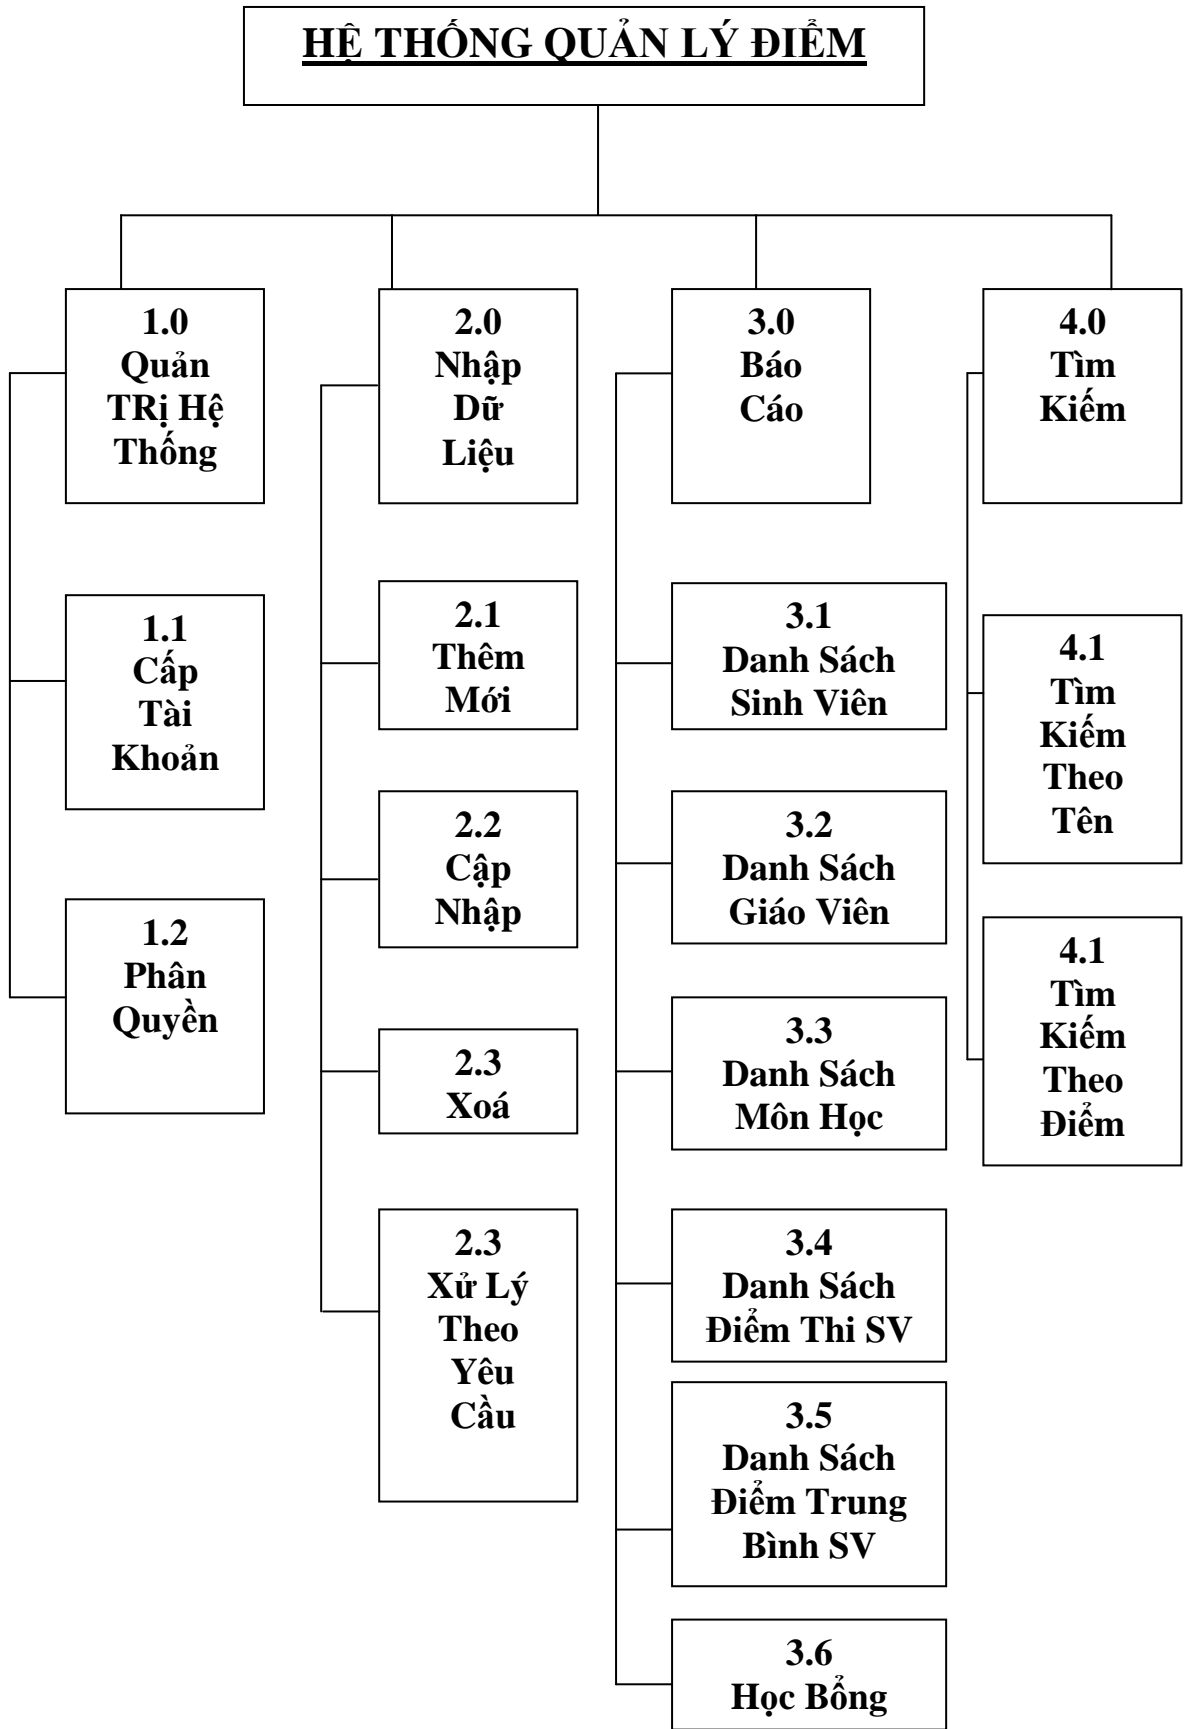 HỆ THỐNG QUẢN LÝ ĐIỂM
1.0
Quản
TRị Hệ
Thống
1.1
Cấp
Tài
Khoản
1.2
Phân
Quyền
2.0
Nhập
Dữ
Liệu
2.1
Thêm
Mới
2.2
Cập
Nhập
2.3
Xoá
2.3
Xử Lý
Theo
Yêu
Cầu
3.0
Báo
Cáo
3.1
Danh Sách
Sinh Viên
3.2
Danh Sách
Giáo Viên
3.3
Danh Sách
Môn Học
3.4
Danh Sách
Điểm Thi SV
3.5
Danh Sách
Điểm Trung
Bình SV
3.6
Học Bổng
4.0
Tìm
Kiếm
4.1
Tìm
Kiếm
Theo
Tên
4.1
Tìm
Kiếm
Theo
Điểm